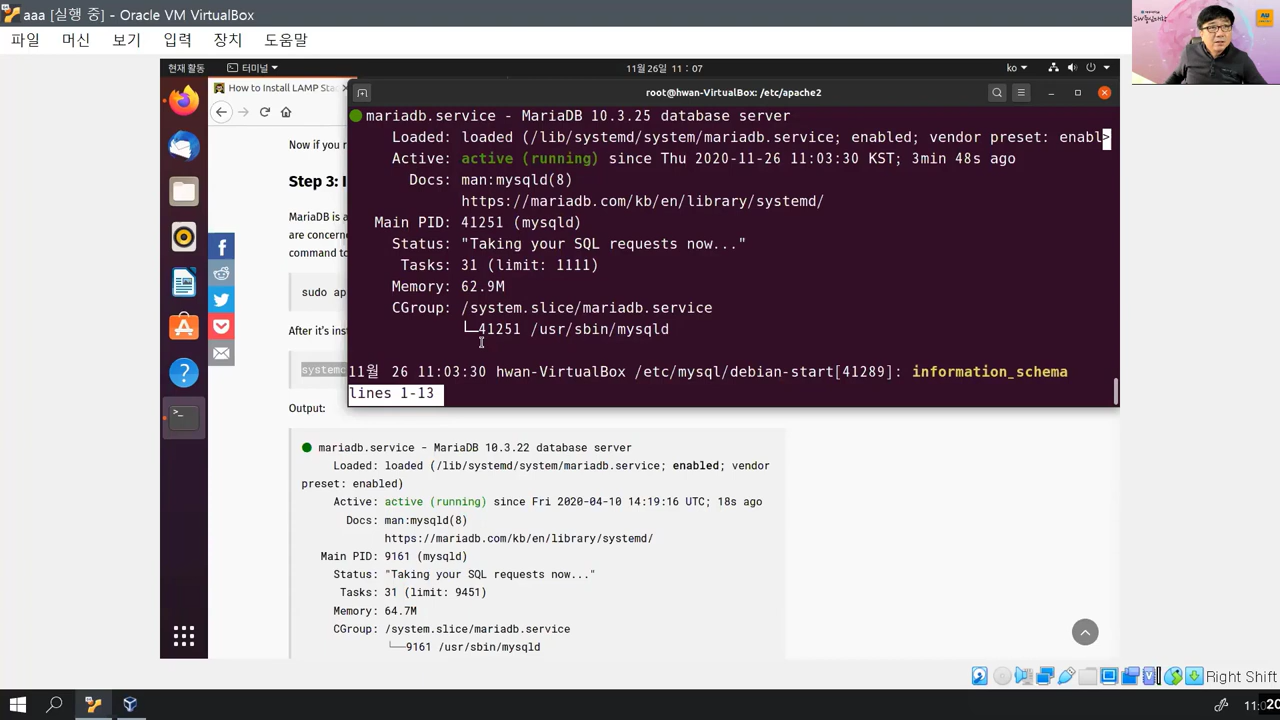 aaa [실행 중] - Oracle VM VirtualBox
파일 머신 보기 입력 장치 도움말
SW중심대학
AU
현재 활동 터미널 11월26일 11 : 07 ko
How to Install LAMP Sta
root@hwan-VirtualBox: /etc/apache2
Now if you r
Step 3: I
MariaDB is a
are concerne
command to
sudo ap
After it's inst
systemc
Output:
mariadb.service - MariaDB 10.3.25 database server
Loaded: loaded (/lib/systemd/system/mariadb.service; enabled; vendor preset: enabl>
Active: active (running) since Thu 2020-11-26 11:03:30 KST; 3min 48s ago
Docs: man:mysqld(8)
https://mariadb.com/kb/en/library/systemd/
Main PID: 41251 (mysqld)
Status: "Taking your SQL requests now..."
Tasks: 31 (limit: 1111)
Memory: 62.9M
CGroup: /system.slice/mariadb.service
└─41251 /usr/sbin/mysqld
11월 26 11:03:30 hwan-VirtualBox /etc/mysql/debian-start[41289]: information_schema
lines 1-13
mariadb.service - MariaDB 10.3.22 database server
Loaded: loaded (/lib/systemd/system/mariadb.service; enabled; vendor
preset: enabled)
Active: active (running) since Fri 2020-04-10 14:19:16 UTC; 18s ago
Docs: man:mysqld(8)
https://mariadb.com/kb/en/library/systemd/
Main PID: 9161 (mysqld)
Status: "Taking your SQL requests now..."
Tasks: 31 (limit: 9451)
Memory: 64.7M
CGroup: /system.slice/mariadb.service
└─9161 /usr/sbin/mysqld
Right Shift